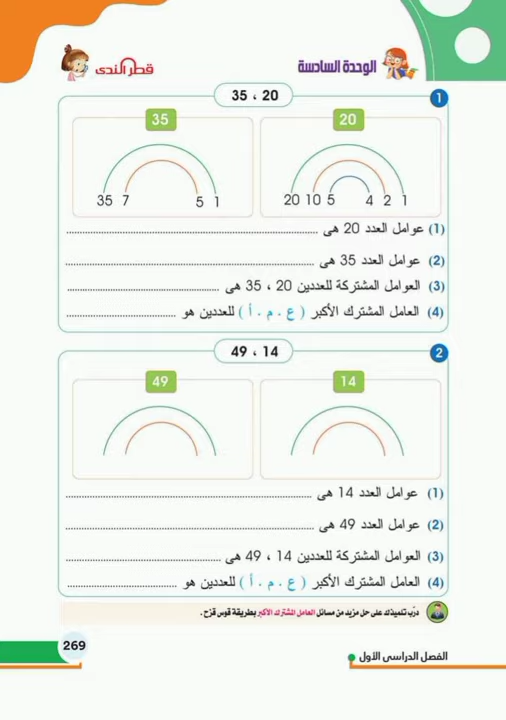 الوحدة السادسة
قطر الندى
1
20 ، 35
20
35
20 10 5 4 2 1
35 7 5 1
(1) عوامل العدد 20 هى ........................................
(2) عوامل العدد 35 هى ........................................
(3) العوامل المشتركة للعددين 20 ، 35 هى ........................................
(4) العامل المشترك الأكبر ( ع . م . أ ) للعددين هو ........................................
2
14 ، 49
14
49
(1) عوامل العدد 14 هى ........................................
(2) عوامل العدد 49 هى ........................................
(3) العوامل المشتركة للعددين 14 ، 49 هى ........................................
(4) العامل المشترك الأكبر ( ع . م . أ ) للعددين هو ........................................
درّب تلميذك على حل مزيد من مسائل العامل المشترك الأكبر بطريقة قوس قزح.
الفصل الدراسى الأول
269